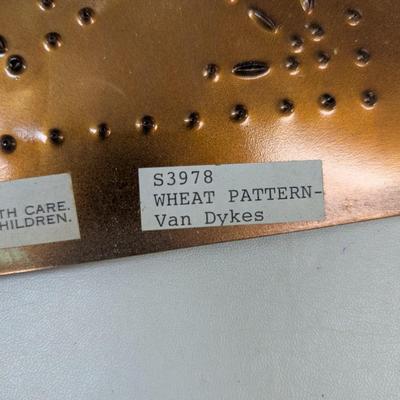 TH CARE.
HILDREN.
S3978
WHEAT PATTERN-
Van Dykes